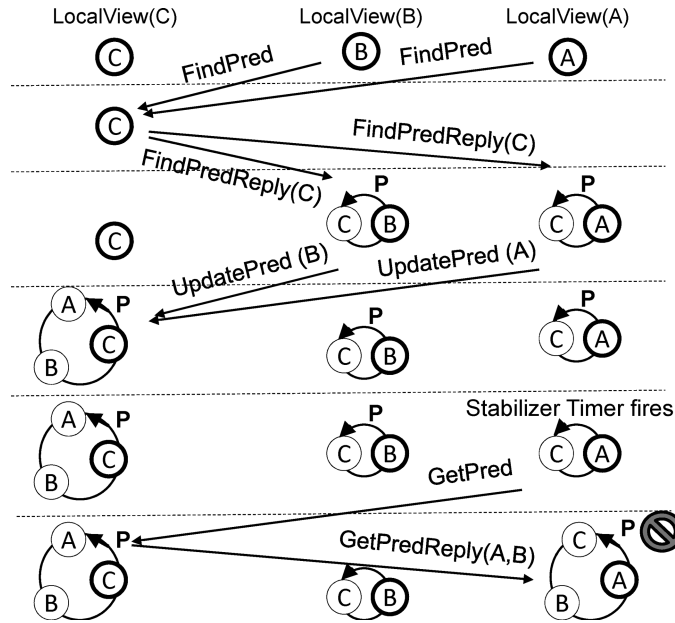 LocalView(C) LocalView(B) LocalView(A)
C B A
FindPred FindPred
C
FindPredReply(C)
FindPredReply(C)
P P
C C B C A
UpdatePred (B) UpdatePred (A)
A P P P
C C B C A
B
Stabilizer Timer fires
A P P
C C B C A
B
GetPred
A P C P
GetPredReply(A,B)
C A
B C B B